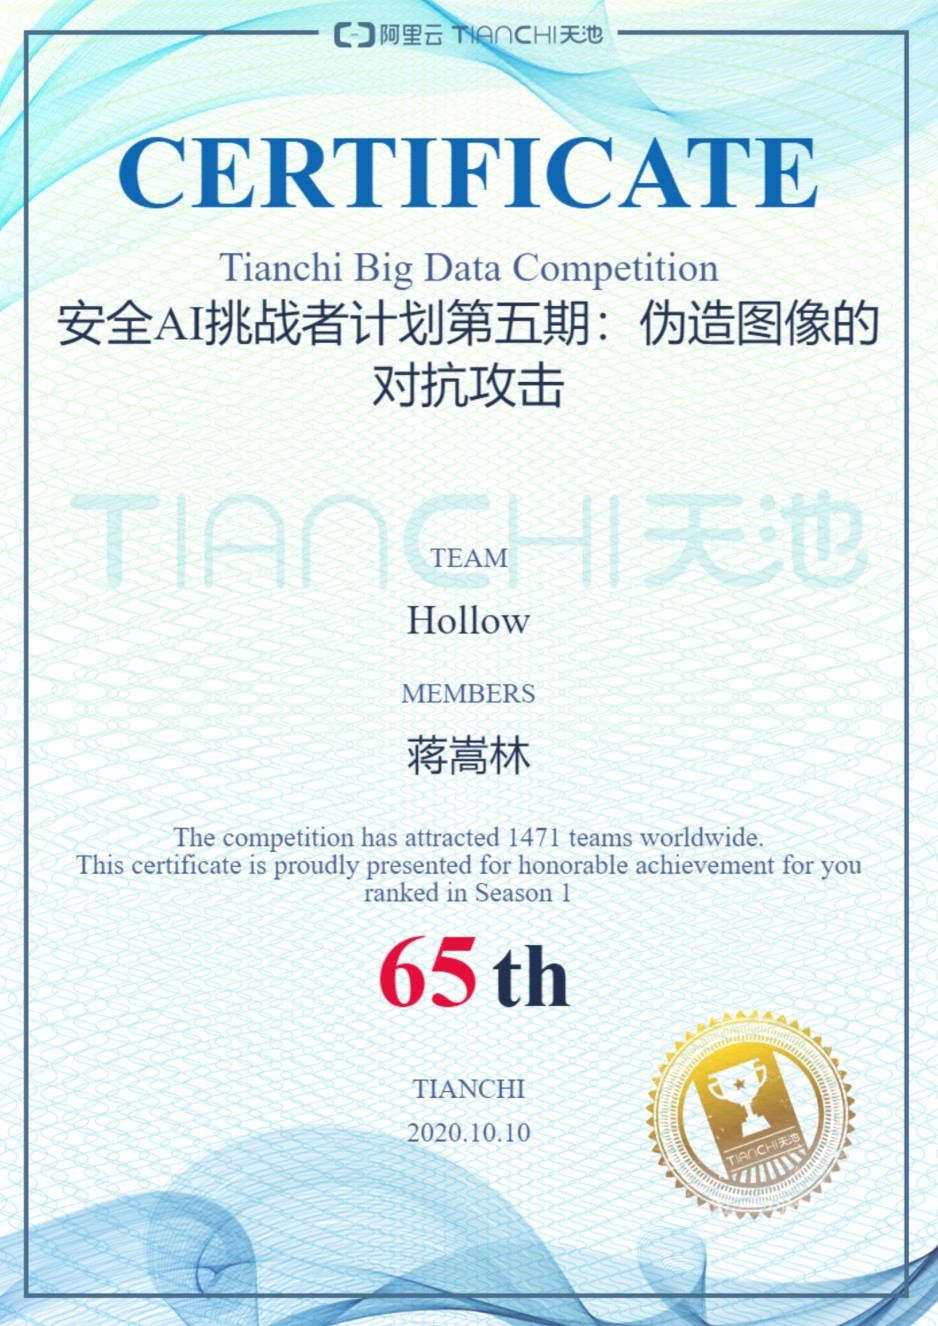 阿里云 TIANCHI天池
CERTIFICATE
Tianchi Big Data Competition
安全AI挑战者计划第五期：伪造图像的
对抗攻击
TIANCHI天池
TEAM
Hollow
MEMBERS
蒋嵩林
The competition has attracted 1471 teams worldwide.
This certificate is proudly presented for honorable achievement for you
ranked in Season 1
65 th
TIANCHI
2020.10.10
TIANCHI天池